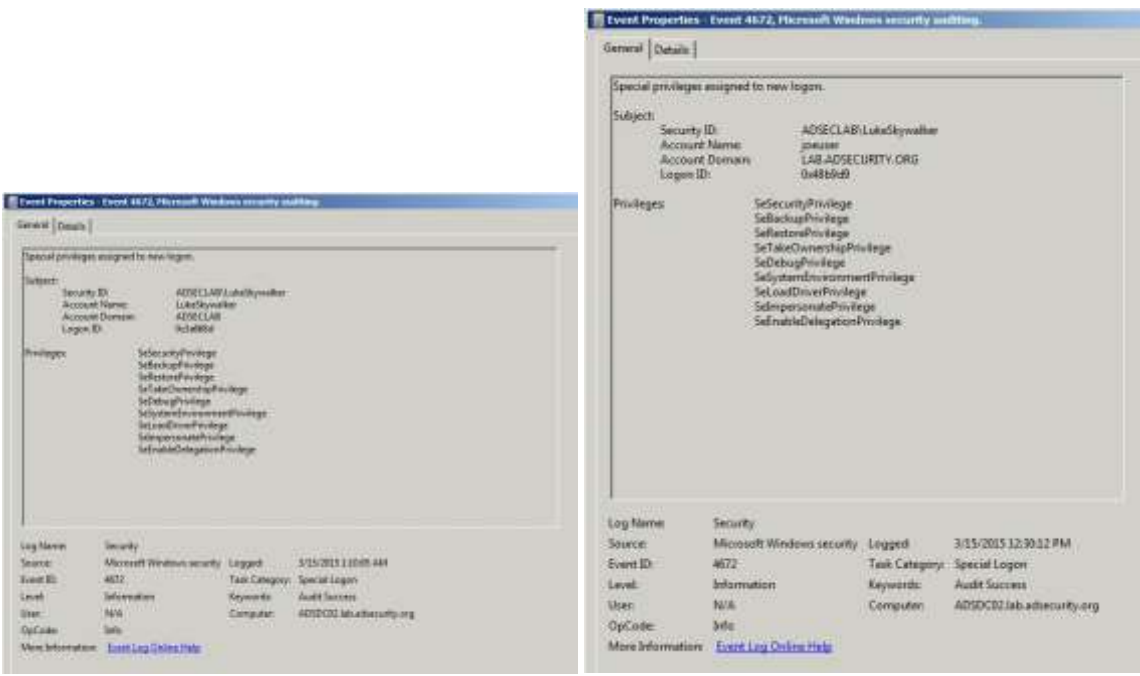 Event Properties - Event 4672, Microsoft Windows security auditing.
General Details
Special privileges assigned to new logon.
Subject:
Security ID: ADSECLAB\LukeSkywalker
Account Name: LukeSkywalker
Account Domain: ADSECLAB
Logon ID:
Privileges: SeSecurityPrivilege
SeBackupPrivilege
SeRestorePrivilege
SeTakeOwnershipPrivilege
SeDebugPrivilege
SeSystemEnvironmentPrivilege
SeLoadDriverPrivilege
SeImpersonatePrivilege
SeEnableDelegationPrivilege
Log Name: Security
Source: Microsoft Windows security Logged: 3/15/2015
Event ID: 4672 Task Category: Special Logon
Level: Information Keywords: Audit Success
User: N/A Computer: ADSDC02.lab.adsecurity.org
OpCode: Info
More Information: Event Log Online Help
Event Properties - Event 4672, Microsoft Windows security auditing.
General Details
Special privileges assigned to new logon.
Subject:
Security ID: ADSECLAB\LukeSkywalker
Account Name: joeuser
Account Domain: LAB.ADSECURITY.ORG
Logon ID: 0x48b9d9
Privileges: SeSecurityPrivilege
SeBackupPrivilege
SeRestorePrivilege
SeTakeOwnershipPrivilege
SeDebugPrivilege
SeSystemEnvironmentPrivilege
SeLoadDriverPrivilege
SeImpersonatePrivilege
SeEnableDelegationPrivilege
Log Name: Security
Source: Microsoft Windows security Logged: 3/15/2015 12:30:12 PM
Event ID: 4672 Task Category: Special Logon
Level: Information Keywords: Audit Success
User: N/A Computer: ADSDC02.lab.adsecurity.org
OpCode: Info
More Information: Event Log Online Help